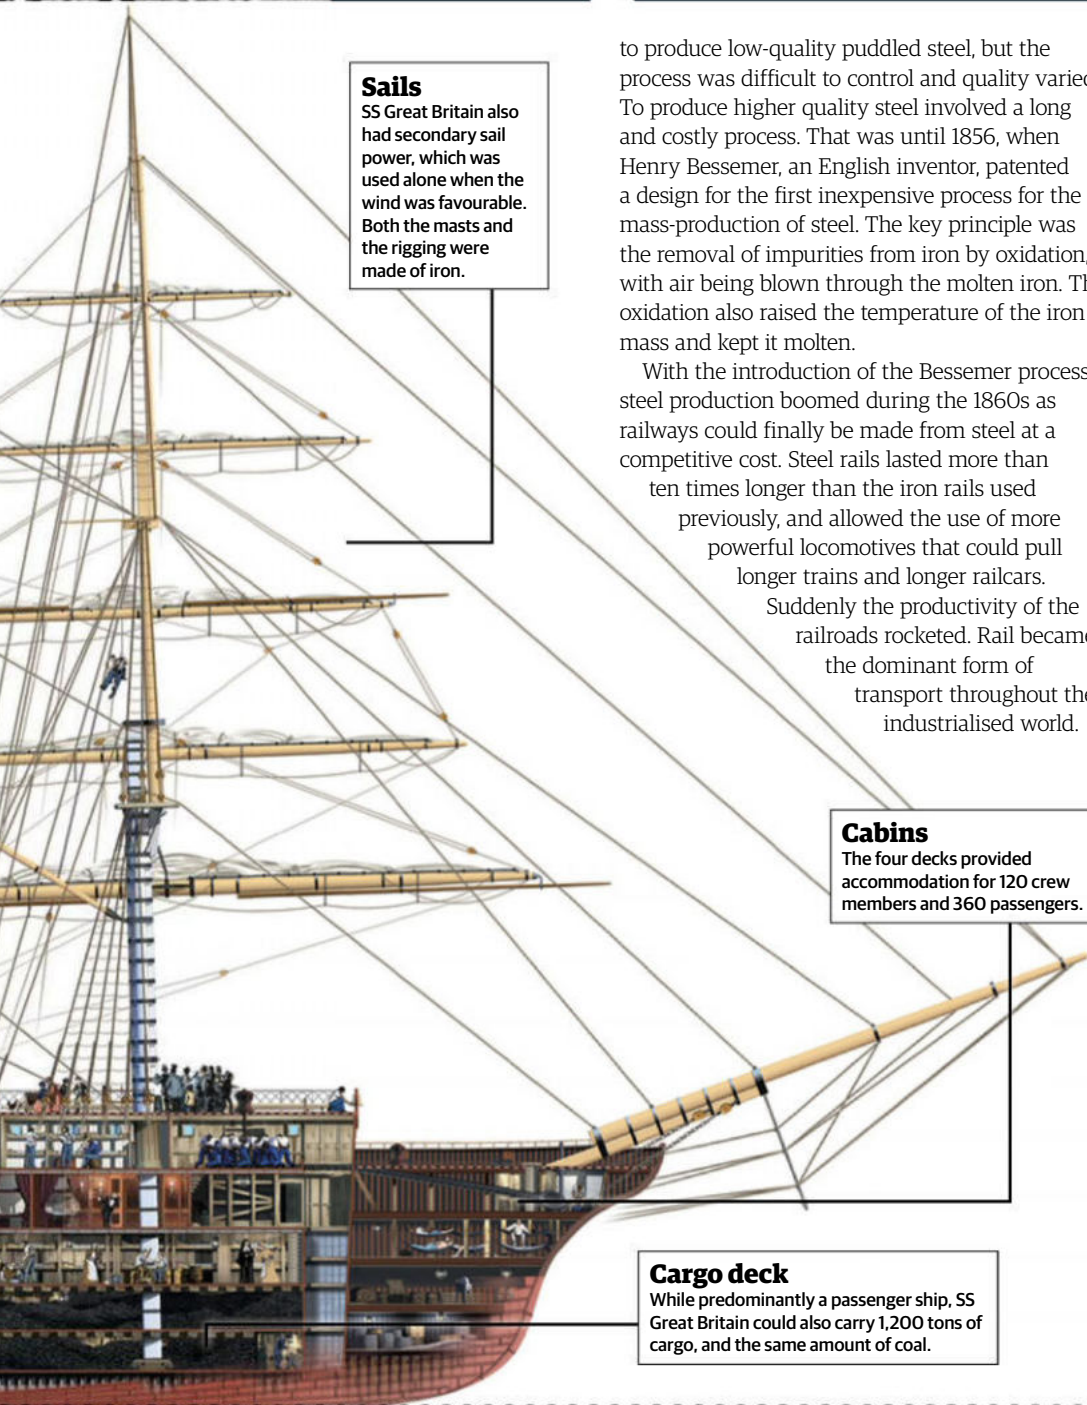 Sails
SS Great Britain also
had secondary sail
power, which was
used alone when the
wind was favourable.
Both the masts and
the rigging were
made of iron.
to produce low-quality puddled steel, but the
process was difficult to control and quality varied
To produce higher quality steel involved a long
and costly process. That was until 1856, when
Henry Bessemer, an English inventor, patented
a design for the first inexpensive process for the
mass-production of steel. The key principle was
the removal of impurities from iron by oxidation,
with air being blown through the molten iron. Th
oxidation also raised the temperature of the iron
mass and kept it molten.
With the introduction of the Bessemer process
steel production boomed during the 1860s as
railways could finally be made from steel at a
competitive cost. Steel rails lasted more than
ten times longer than the iron rails used
previously, and allowed the use of more
powerful locomotives that could pull
longer trains and longer railcars.
Suddenly the productivity of the
railroads rocketed. Rail became
the dominant form of
transport throughout the
industrialised world.
Cabins
The four decks provided
accommodation for 120 crew
members and 360 passengers.
Cargo deck
While predominantly a passenger ship, SS
Great Britain could also carry 1,200 tons of
cargo, and the same amount of coal.